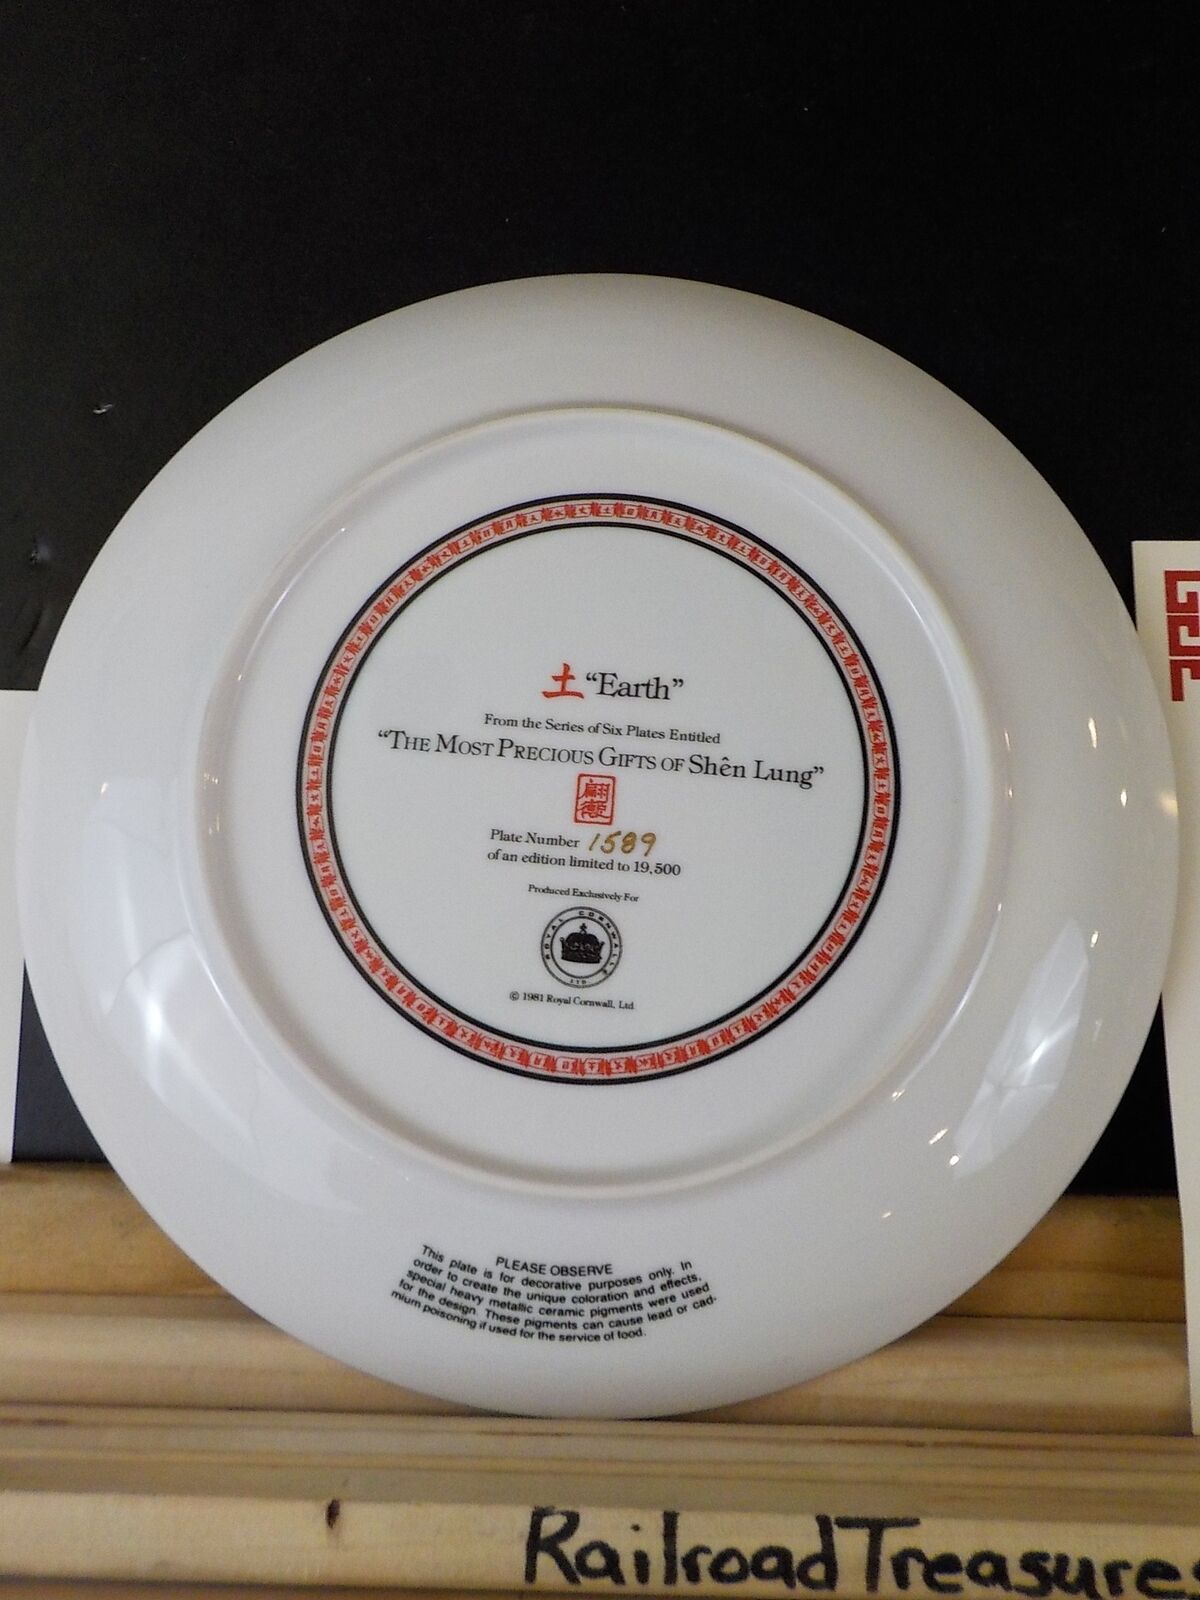 土 “Earth”
From the Series of Six Plates Entitled
“THE MOST PRECIOUS GIFTS OF Shên Lung”
Plate Number 1589
of an edition limited to 19,500
Produced Exclusively For
ROYAL CORNWALL
LTD
© 1981 Royal Cornwall, Ltd.
PLEASE OBSERVE
This plate is for decorative purposes only. In
order to create the unique coloration and effects,
special heavy metallic ceramic pigments were used
for the design. These pigments can cause lead or cad-
mium poisoning if used for the service of food.
RailroadTreasures